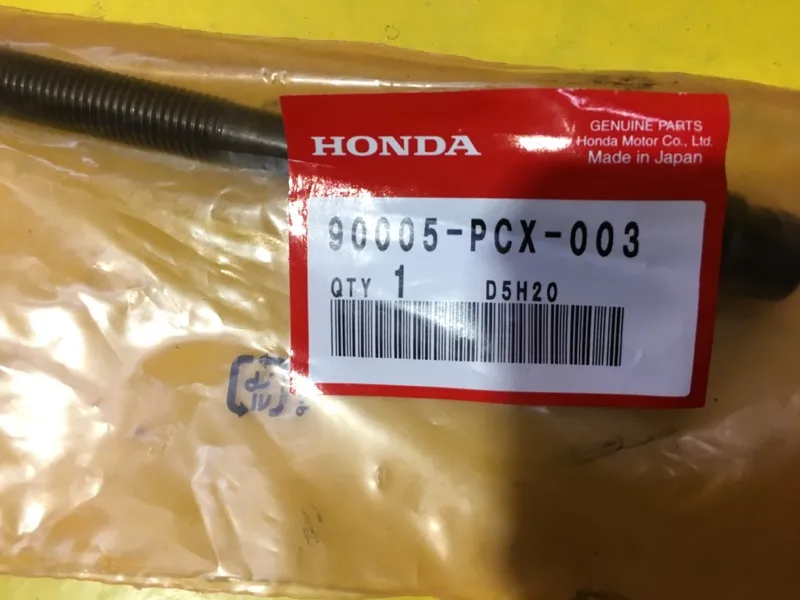 HONDA
GENUINE PARTS
Honda Motor Co., Ltd.
Made in Japan
90005-PCX-003
QTY 1 D5H20